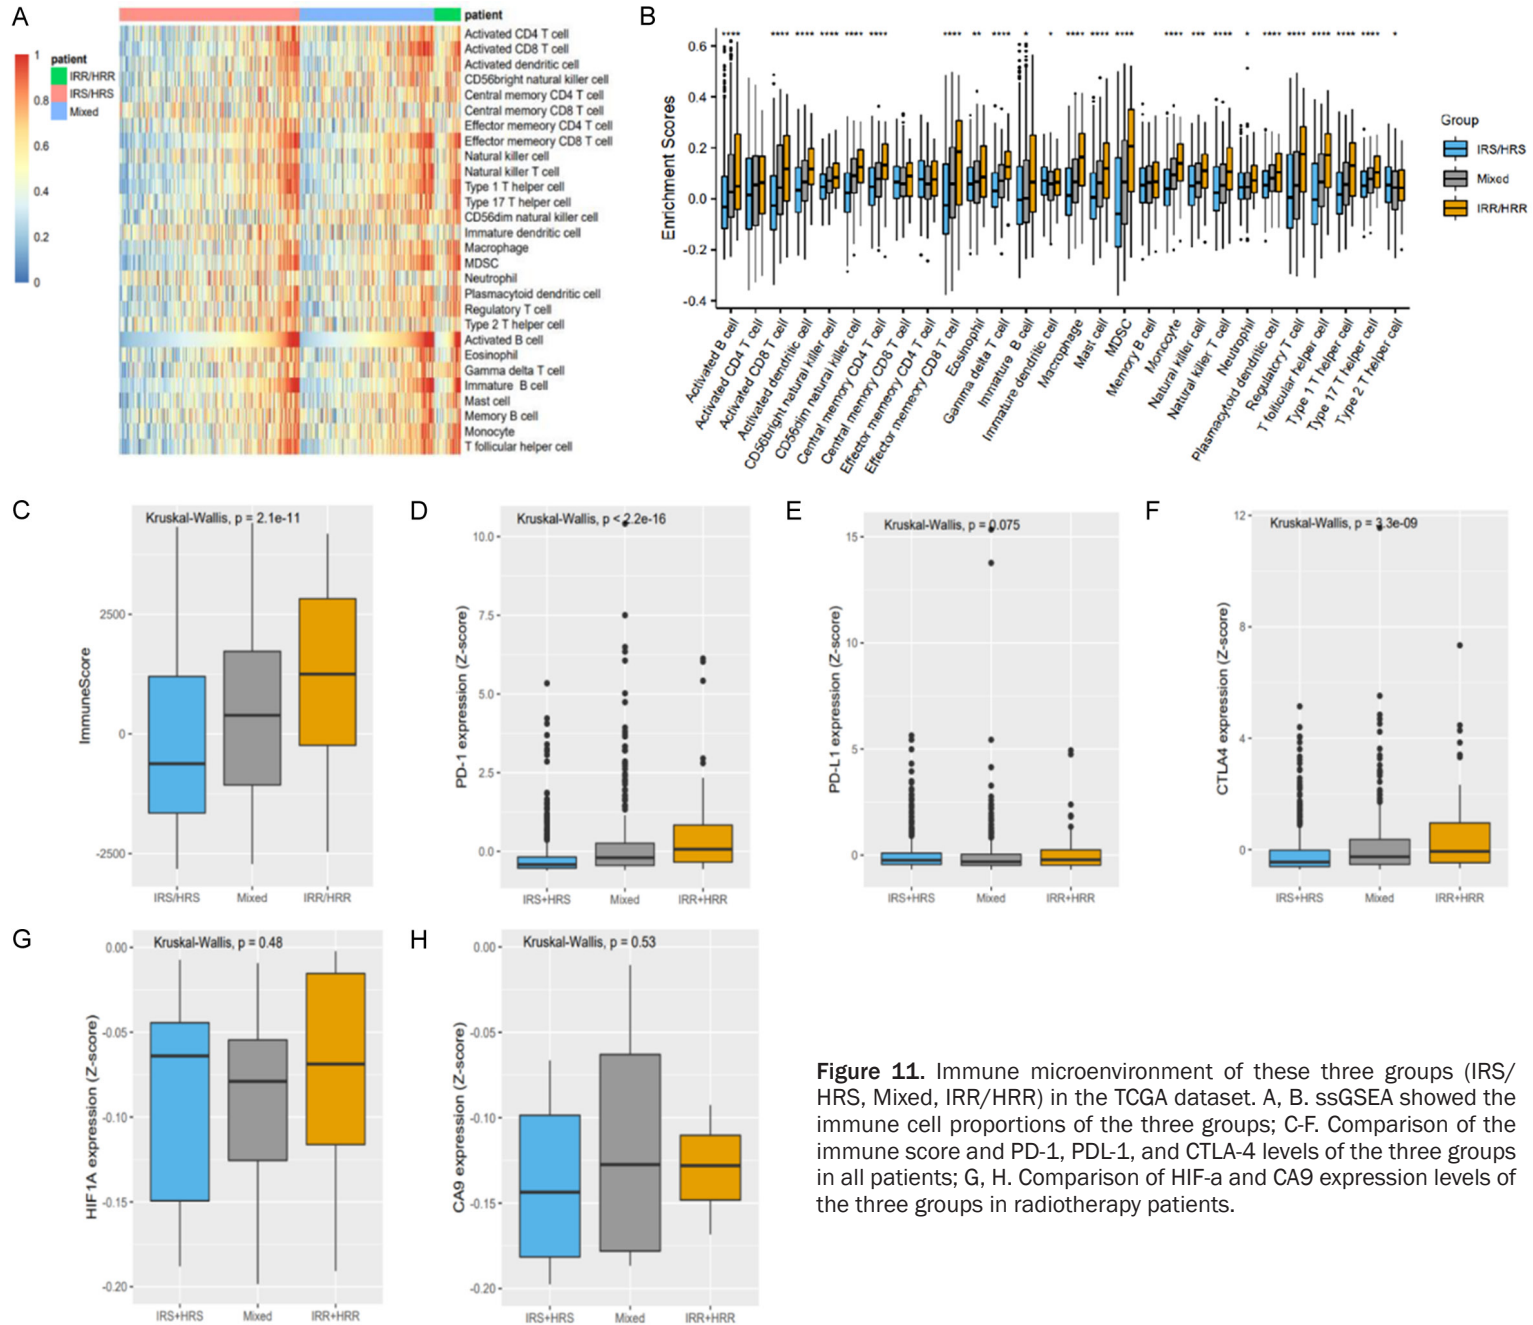 A
patient
1
0.8
0.6
0.4
0.2
0
patient
IRR/HRR
IRS/HRS
Mixed
Activated CD4 T cell
Activated CD8 T cell
Activated dendritic cell
CD56bright natural killer cell
Central memory CD4 T cell
Central memory CD8 T cell
Effector memeory CD4 T cell
Effector memeory CD8 T cell
Natural killer cell
Natural killer T cell
Type 1 T helper cell
Type 17 T helper cell
CD56dim natural killer cell
Immature dendritic cell
Macrophage
MDSC
Neutrophil
Plasmacytoid dendritic cell
Regulatory T cell
Type 2 T helper cell
Activated B cell
Eosinophil
Gamma delta T cell
Immature B cell
Mast cell
Memory B cell
Monocyte
T follicular helper cell
B
Enrichment Scores
0.6
0.4
0.2
0.0
-0.2
-0.4
Activated B cell
Activated CD4 T cell
Activated CD8 T cell
Activated dendritic cell
CD56bright natural killer cell
CD56dim natural killer cell
Central memory CD4 T cell
Central memory CD8 T cell
Effector memeory CD4 T cell
Effector memeory CD8 T cell
Eosinophil
Gamma delta T cell
Immature B cell
Immature dendritic cell
Macrophage
Mast cell
MDSC
Memory B cell
Monocyte
Natural killer cell
Natural killer T cell
Neutrophil
Plasmacytoid dendritic cell
Regulatory T cell
T follicular helper cell
Type 1 T helper cell
Type 17 T helper cell
Type 2 T helper cell
Group
IRS/HRS
Mixed
IRR/HRR
C
Kruskal-Wallis, p = 2.1e-11
ImmuneScore
2500
0
-2500
IRS/HRS
Mixed
IRR/HRR
D
Kruskal-Wallis, p < 2.2e-16
PD-1 expression (Z-score)
10.0
7.5
5.0
2.5
0.0
IRS+HRS
Mixed
IRR+HRR
E
Kruskal-Wallis, p = 0.075
PD-L1 expression (Z-score)
15
10
5
0
IRS+HRS
Mixed
IRR+HRR
F
Kruskal-Wallis, p = 3.3e-09
CTLA4 expression (Z-score)
12
8
4
0
IRS+HRS
Mixed
IRR+HRR
G
Kruskal-Wallis, p = 0.48
HIF1A expression (Z-score)
0.00
-0.05
-0.10
-0.15
-0.20
IRS+HRS
Mixed
IRR+HRR
H
Kruskal-Wallis, p = 0.53
CA9 expression (Z-score)
0.00
-0.05
-0.10
-0.15
-0.20
IRS+HRS
Mixed
IRR+HRR
Figure 11. Immune microenvironment of these three groups (IRS/
HRS, Mixed, IRR/HRR) in the TCGA dataset. A, B. ssGSEA showed the
immune cell proportions of the three groups; C-F. Comparison of the
immune score and PD-1, PDL-1, and CTLA-4 levels of the three groups
in all patients; G, H. Comparison of HIF-a and CA9 expression levels of
the three groups in radiotherapy patients.